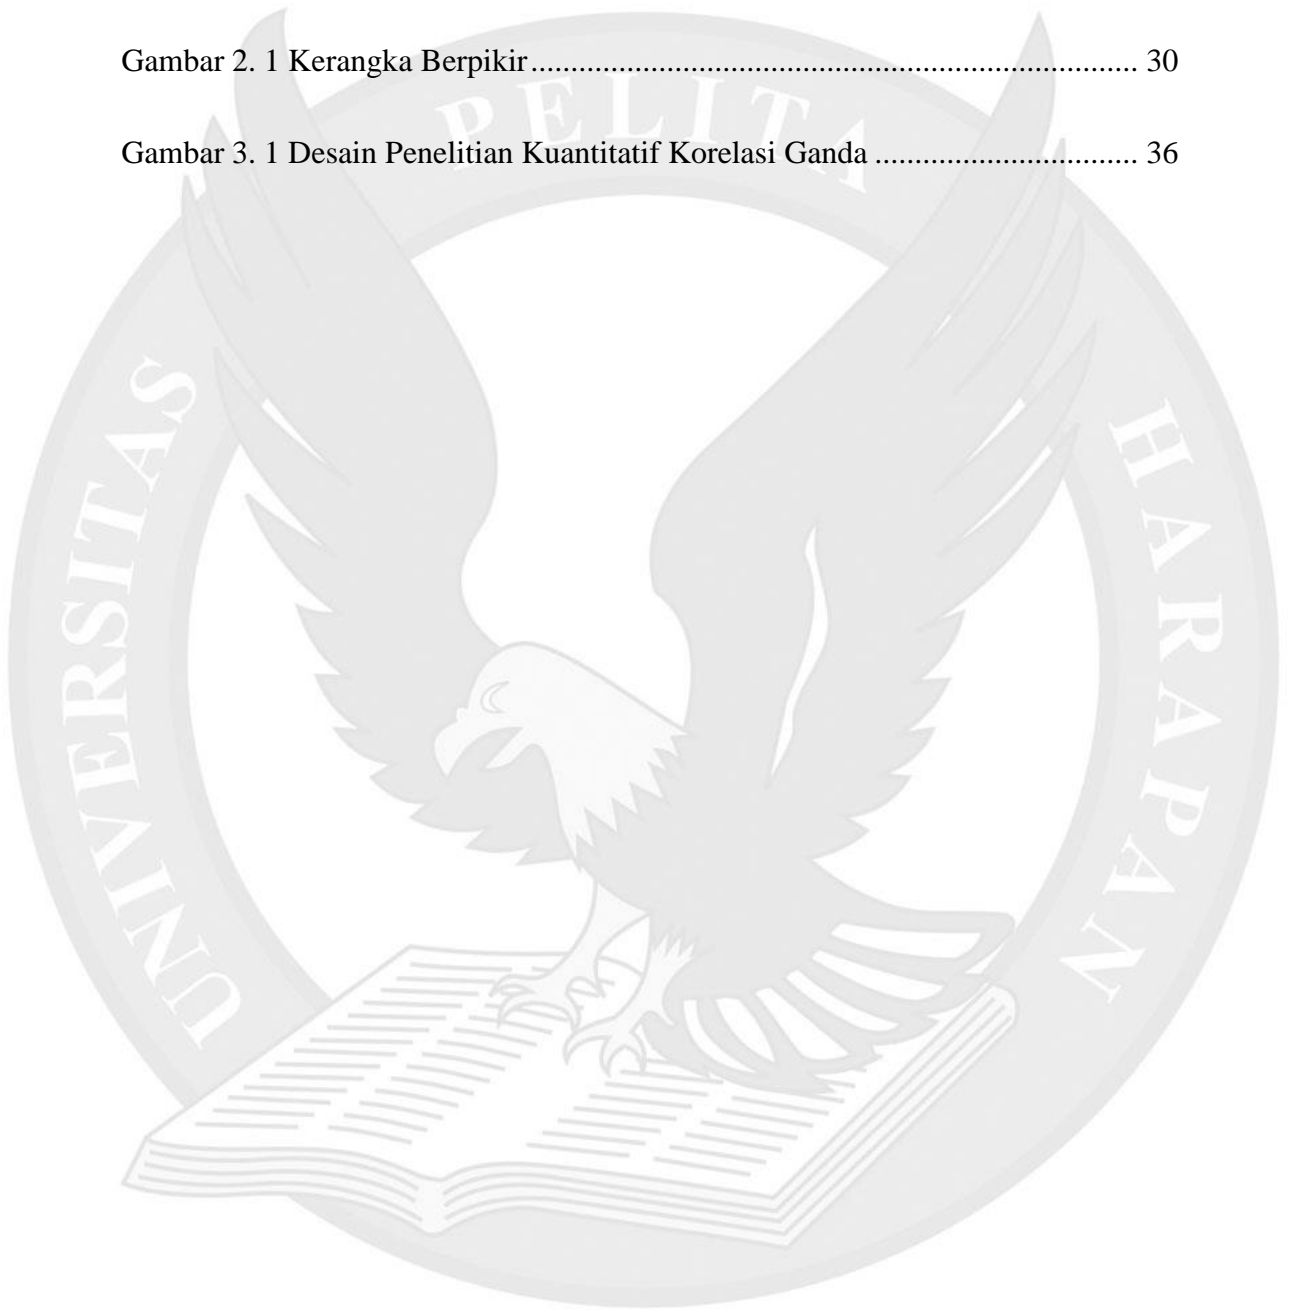 Gambar 2. 1 Kerangka Berpikir............................................................................. 30
Gambar 3. 1 Desain Penelitian Kuantitatif Korelasi Ganda ................................. 36
UNIVERSITAS PELITA HARAPAN